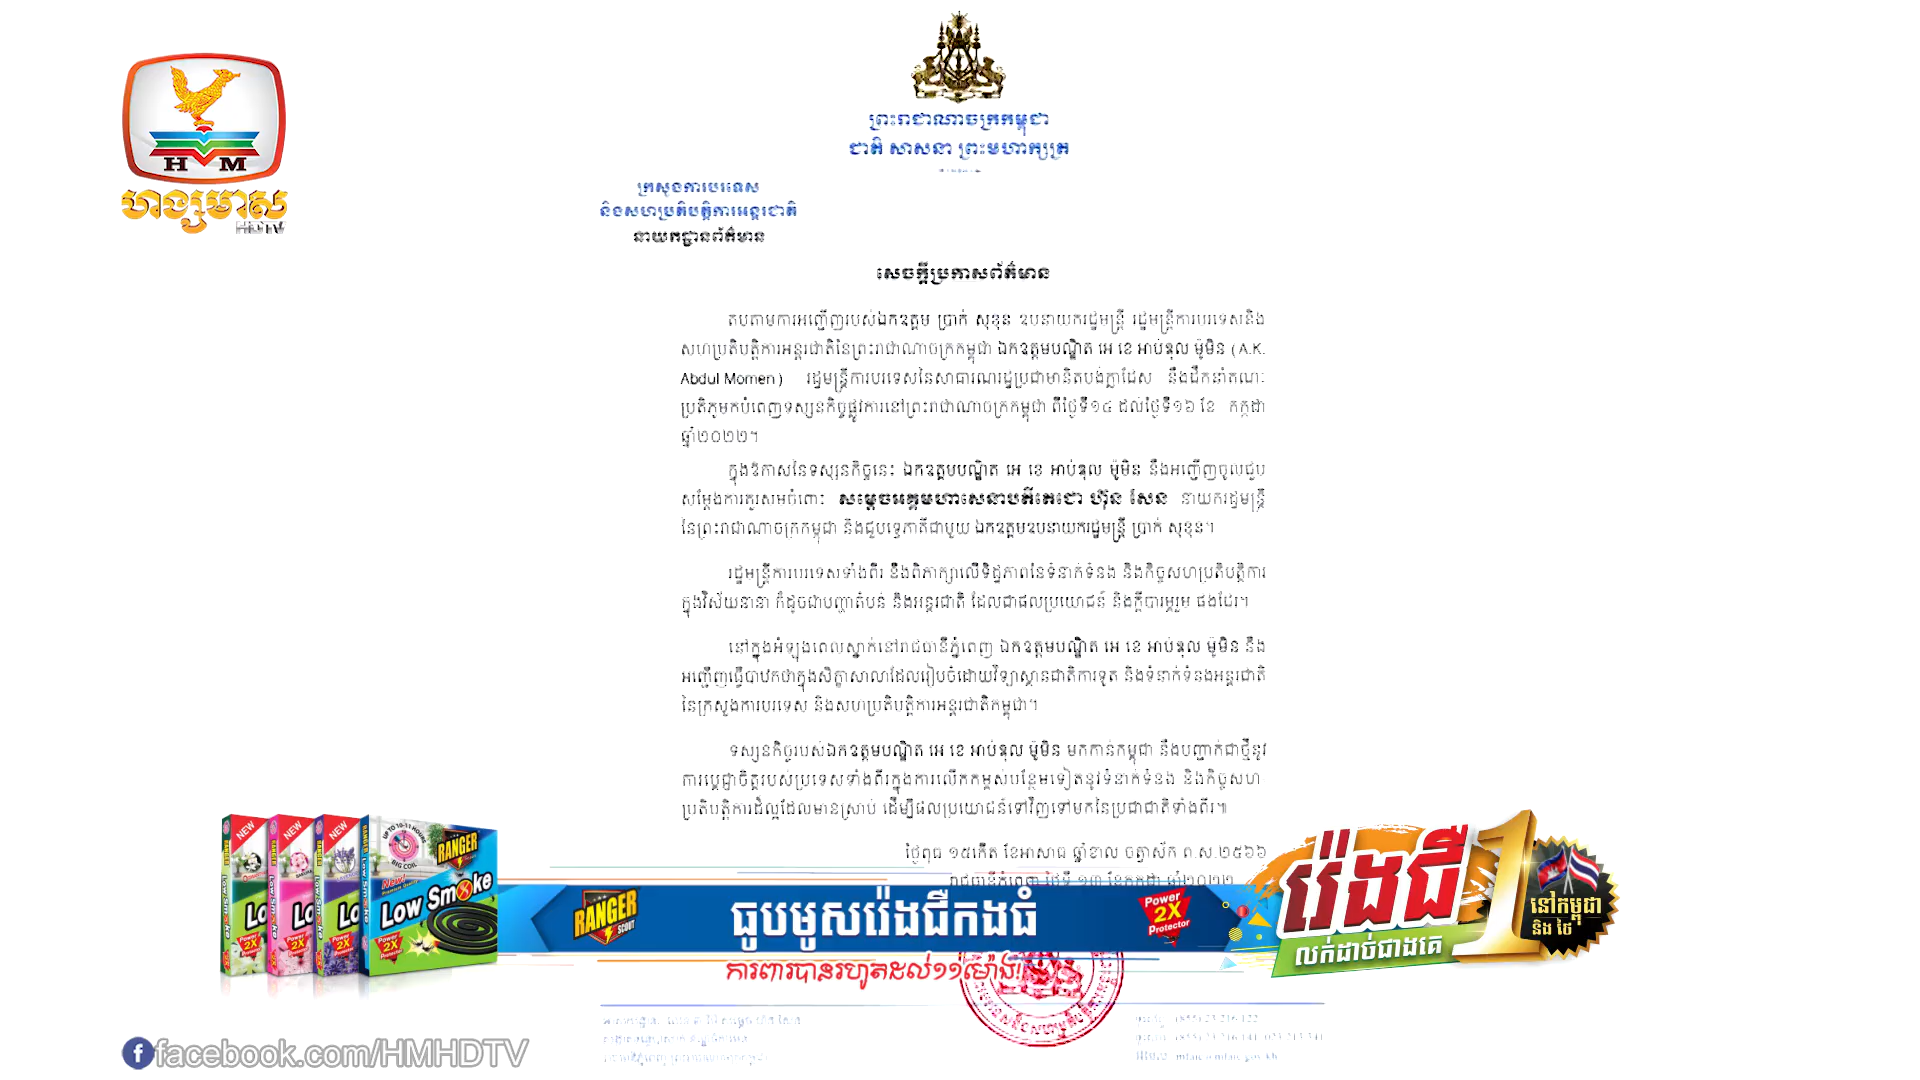 HM
ហង្សមាស
HDTV
ព្រះរាជាណាចក្រកម្ពុជា
ជាតិ សាសនា ព្រះមហាក្សត្រ
ក្រសួងការបរទេស
និងសហប្រតិបត្តិការអន្តរជាតិ
នាយកដ្ឋានព័ត៌មាន
សេចក្តីប្រកាសព័ត៌មាន
តបតាមការអញ្ជើញរបស់ឯកឧត្តម ប្រាក់ សុខុន ឧបនាយករដ្ឋមន្ត្រី រដ្ឋមន្ត្រីការបរទេសនិង
សហប្រតិបត្តិការអន្តរជាតិនៃព្រះរាជាណាចក្រកម្ពុជា ឯកឧត្តមបណ្ឌិត អេ ខេ អាប់ឌុល ម៉ូមិន (A.K.
Abdul Momen) រដ្ឋមន្ត្រីការបរទេសនៃសាធារណរដ្ឋប្រជាមានិតបង់ក្លាដែស នឹងដឹកនាំគណៈ
ប្រតិភូមកបំពេញទស្សនកិច្ចផ្លូវការនៅព្រះរាជាណាចក្រកម្ពុជា ពីថ្ងៃទី១៤ ដល់ថ្ងៃទី១៦ ខែ កក្កដា
ឆ្នាំ២០២២។
ក្នុងឱកាសនៃទស្សនកិច្ចនេះ ឯកឧត្តមបណ្ឌិត អេ ខេ អាប់ឌុល ម៉ូមិន នឹងអញ្ជើញចូលជួប
សម្តែងការគួរសមចំពោះ សម្តេចអគ្គមហាសេនាបតីតេជោ ហ៊ុន សែន នាយករដ្ឋមន្ត្រី
នៃព្រះរាជាណាចក្រកម្ពុជា និងជួបទ្វេភាគីជាមួយ ឯកឧត្តមឧបនាយករដ្ឋមន្ត្រី ប្រាក់ សុខុន។
រដ្ឋមន្ត្រីការបរទេសទាំងពីរ នឹងពិភាក្សាលើទិដ្ឋភាពនៃទំនាក់ទំនង និងកិច្ចសហប្រតិបត្តិការ
ក្នុងវិស័យនានា ក៏ដូចជាបញ្ហាតំបន់ និងអន្តរជាតិ ដែលជាផលប្រយោជន៍ និងក្តីបារម្ភរួម ផងដែរ។
នៅក្នុងអំឡុងពេលស្នាក់នៅរាជធានីភ្នំពេញ ឯកឧត្តមបណ្ឌិត អេ ខេ អាប់ឌុល ម៉ូមិន នឹង
អញ្ជើញធ្វើបាឋកថាក្នុងសិក្ខាសាលាដែលរៀបចំដោយវិទ្យាស្ថានជាតិការទូត និងទំនាក់ទំនងអន្តរជាតិ
នៃក្រសួងការបរទេស និងសហប្រតិបត្តិការអន្តរជាតិកម្ពុជា។
ទស្សនកិច្ចរបស់ឯកឧត្តមបណ្ឌិត អេ ខេ អាប់ឌុល ម៉ូមិន មកកាន់កម្ពុជា នឹងបញ្ជាក់ជាថ្មីនូវ
ការប្តេជ្ញាចិត្តរបស់ប្រទេសទាំងពីរក្នុងការលើកកម្ពស់បន្ថែមទៀតនូវទំនាក់ទំនង និងកិច្ចសហ
ប្រតិបត្តិការដ៏ល្អដែលមានស្រាប់ ដើម្បីផលប្រយោជន៍ទៅវិញទៅមកនៃប្រជាជាតិទាំងពីរ៕
ថ្ងៃពុធ ១៥កើត ខែអាសាធ ឆ្នាំខាល ចត្វាស័ក ព.ស.២៥៦៦
រាជធានីភ្នំពេញ ថ្ងៃទី ១៣ ខែកក្កដា ឆ្នាំ២០២២
NEW
NEW
NEW
UP TO 10-11 HOURS
BIG COIL
RANGER
New!
Low Smoke
Power 2X Protector
RANGER SCOUT
ធូបមូសរ៉េងជឺកងធំ
Power 2X Protector
ការពារបានរហូតដល់១១ម៉ោង!
រ៉េងជឺ 1
លក់ដាច់ជាងគេ
នៅកម្ពុជា
និង ថៃ
facebook.com/HMHDTV